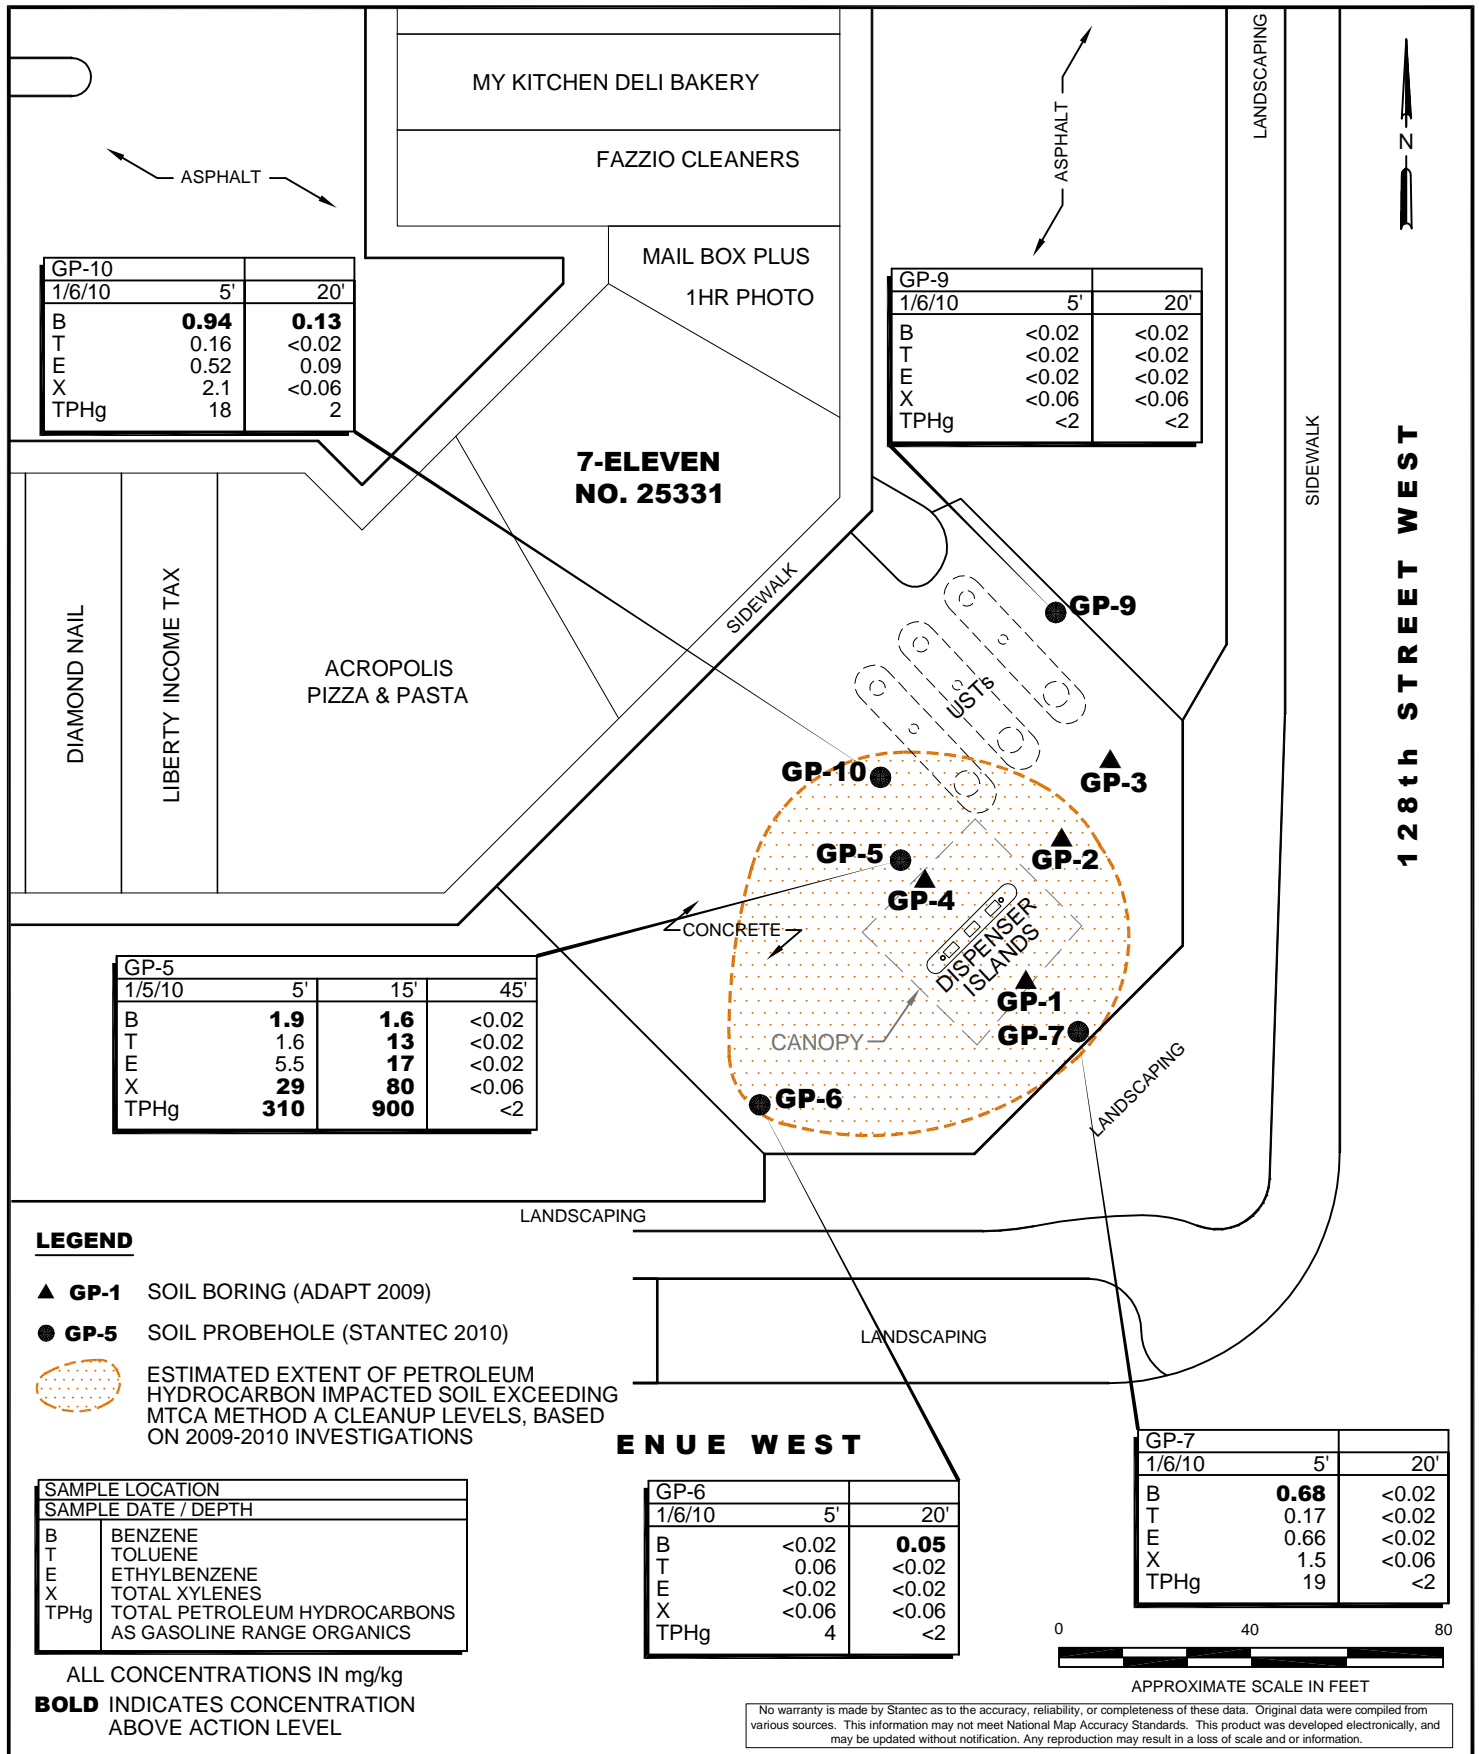 MY KITCHEN DELI BAKERY
FAZZIO CLEANERS
MAIL BOX PLUS
1HR PHOTO
ASPHALT
ASPHALT
LANDSCAPING
N
GP-10
1/6/10 5' 20'
B 0.94 0.13
T 0.16 <0.02
E 0.52 0.09
X 2.1 <0.06
TPHg 18 2
GP-9
1/6/10 5' 20'
B <0.02 <0.02
T <0.02 <0.02
E <0.02 <0.02
X <0.06 <0.06
TPHg <2 <2
7-ELEVEN
NO. 25331
SIDEWALK
SIDEWALK
128th STREET WEST
DIAMOND NAIL
LIBERTY INCOME TAX
ACROPOLIS
PIZZA & PASTA
GP-9
USTs
GP-10
GP-3
GP-5
GP-2
GP-4
CONCRETE
DISPENSER
ISLANDS
GP-1
GP-7
CANOPY
GP-6
LANDSCAPING
GP-5
1/5/10 5' 15' 45'
B 1.9 1.6 <0.02
T 1.6 13 <0.02
E 5.5 17 <0.02
X 29 80 <0.06
TPHg 310 900 <2
LANDSCAPING
LANDSCAPING
LEGEND
GP-1 SOIL BORING (ADAPT 2009)
GP-5 SOIL PROBEHOLE (STANTEC 2010)
ESTIMATED EXTENT OF PETROLEUM
HYDROCARBON IMPACTED SOIL EXCEEDING
MTCA METHOD A CLEANUP LEVELS, BASED
ON 2009-2010 INVESTIGATIONS
ENUE WEST
SAMPLE LOCATION
SAMPLE DATE / DEPTH
B BENZENE
T TOLUENE
E ETHYLBENZENE
X TOTAL XYLENES
TPHg TOTAL PETROLEUM HYDROCARBONS
AS GASOLINE RANGE ORGANICS
ALL CONCENTRATIONS IN mg/kg
BOLD INDICATES CONCENTRATION
ABOVE ACTION LEVEL
GP-6
1/6/10 5' 20'
B <0.02 0.05
T 0.06 <0.02
E <0.02 <0.02
X <0.06 <0.06
TPHg 4 <2
GP-7
1/6/10 5' 20'
B 0.68 <0.02
T 0.17 <0.02
E 0.66 <0.02
X 1.5 <0.06
TPHg 19 <2
0 40 80
APPROXIMATE SCALE IN FEET
No warranty is made by Stantec as to the accuracy, reliability, or completeness of these data. Original data were compiled from
various sources. This information may not meet National Map Accuracy Standards. This product was developed electronically, and
may be updated without notification. Any reproduction may result in a loss of scale and or information.